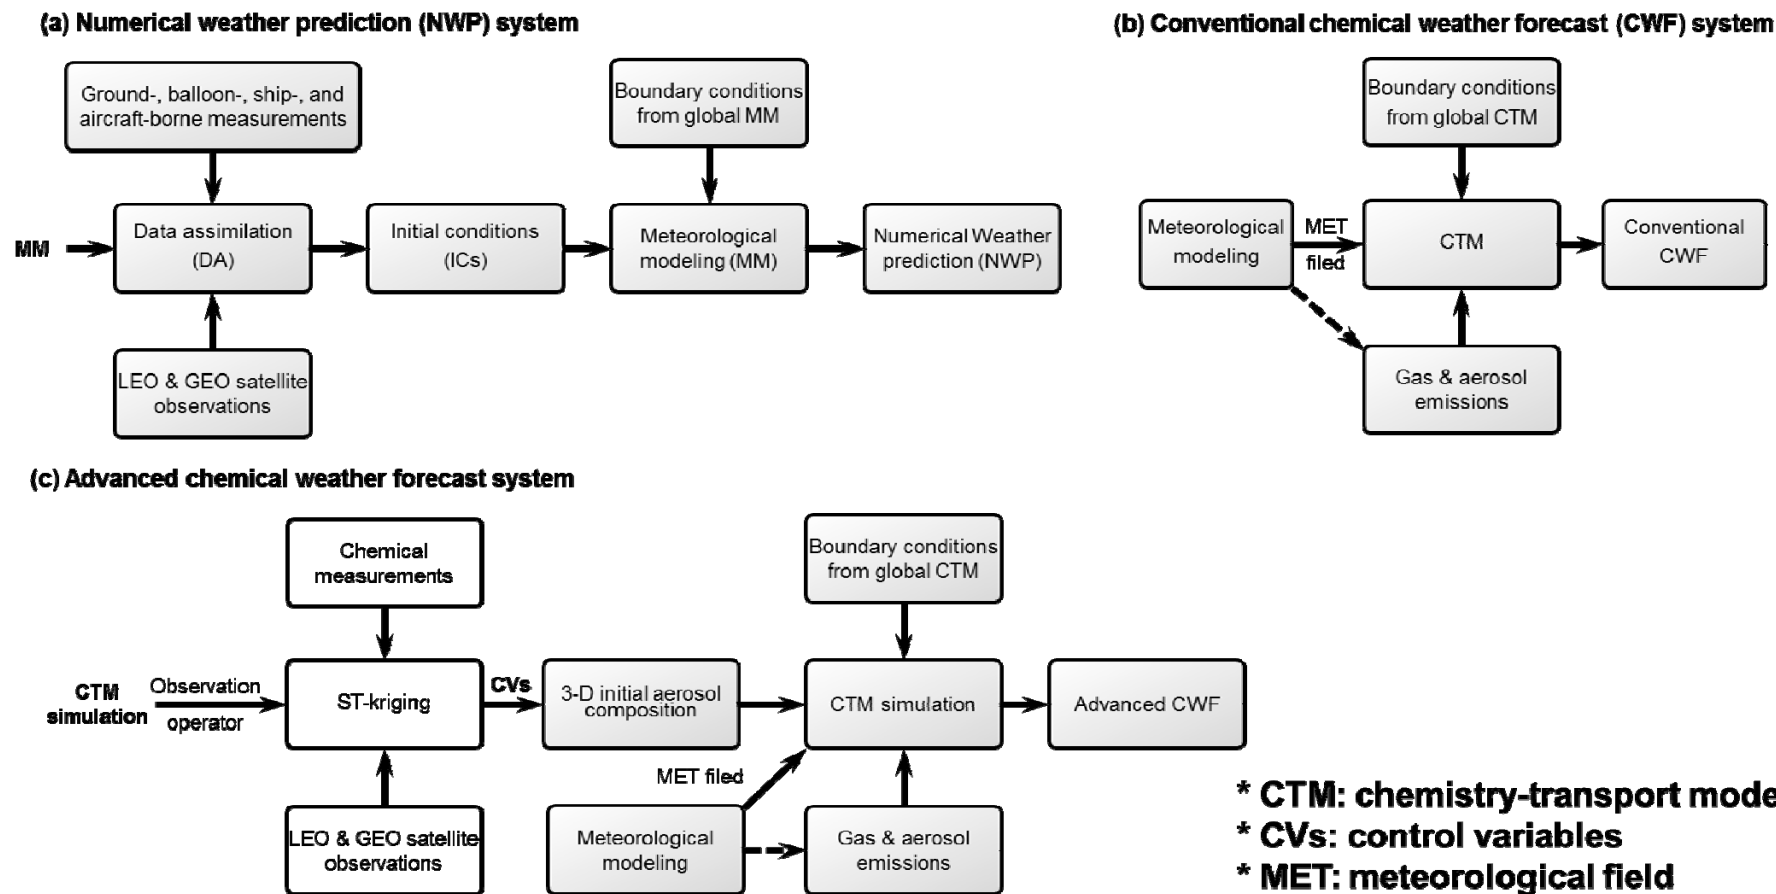 (a) Numerical weather prediction (NWP) system
Ground-, balloon-, ship-, and
aircraft-borne measurements
Boundary conditions
from global MM
MM
Data assimilation
(DA)
Initial conditions
(ICs)
Meteorological
modeling (MM)
Numerical Weather
prediction (NWP)
LEO & GEO satellite
observations
(b) Conventional chemical weather forecast (CWF) system
Boundary conditions
from global CTM
Meteorological
modeling
MET
filed
CTM
Conventional
CWF
Gas & aerosol
emissions
(c) Advanced chemical weather forecast system
Chemical
measurements
Boundary conditions
from global CTM
CTM
simulation
Observation
operator
ST-kriging
CVs
3-D initial aerosol
composition
CTM simulation
Advanced CWF
MET filed
LEO & GEO satellite
observations
Meteorological
modeling
Gas & aerosol
emissions
* CTM: chemistry-transport mode
* CVs: control variables
* MET: meteorological field